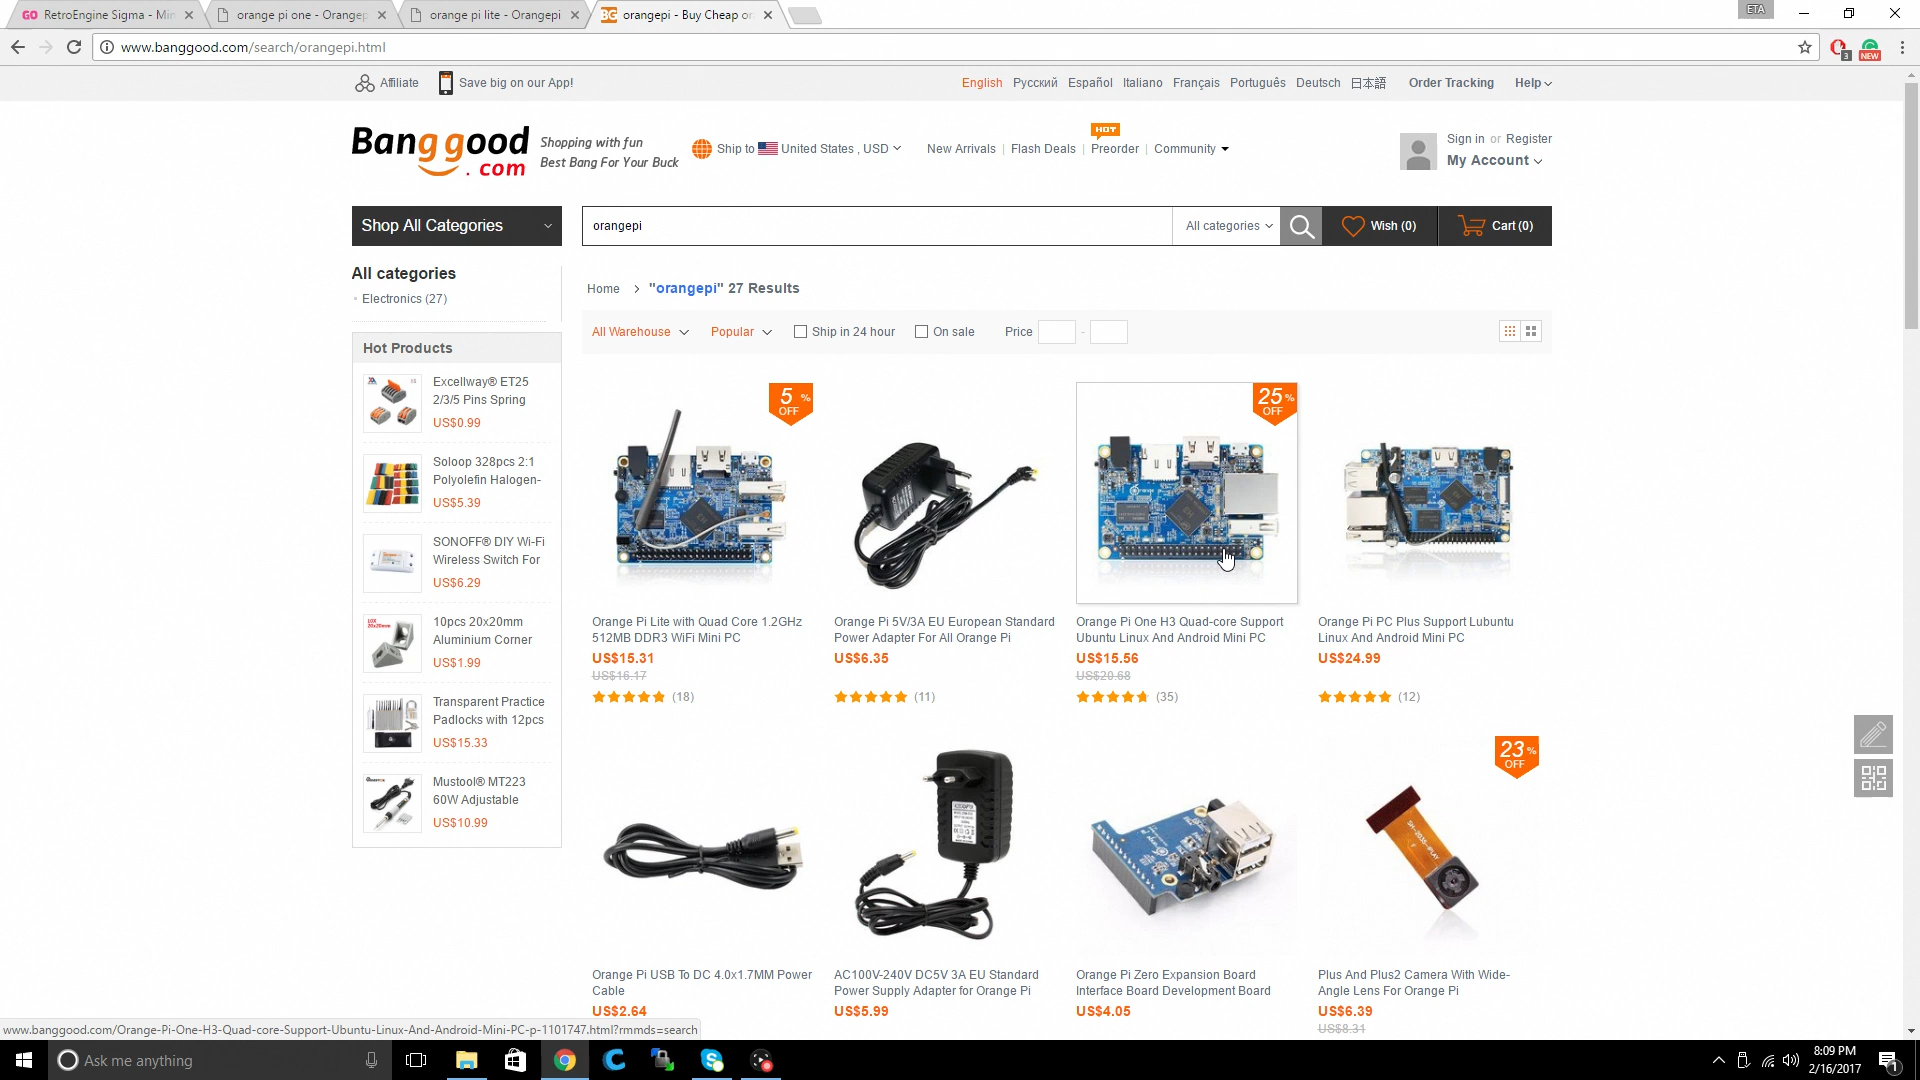 RetroEngine Sigma - Min
orange pi one - Orangep
orange pi lite - Orangepi
BG orangepi - Buy Cheap or
ETA
www.banggood.com/search/orangepi.html
3
NEW
Affiliate
Save big on our App!
English Русский Español Italiano Français Português Deutsch 日本語 Order Tracking Help
Banggood
.com
Shopping with fun
Best Bang For Your Buck
Ship to United States , USD
New Arrivals | Flash Deals | Preorder | Community
HOT
Sign in or Register
My Account
Shop All Categories
orangepi
All categories
Wish (0)
Cart (0)
All categories
Electronics (27)
Home > "orangepi" 27 Results
All Warehouse Popular Ship in 24 hour On sale Price -
Hot Products
Excellway® ET25
2/3/5 Pins Spring
US$0.99
Soloop 328pcs 2:1
Polyolefin Halogen-
US$5.39
SONOFF® DIY Wi-Fi
Wireless Switch For
US$6.29
10pcs 20x20mm
Aluminium Corner
US$1.99
Transparent Practice
Padlocks with 12pcs
US$15.33
Mustool® MT223
60W Adjustable
US$10.99
5 %
OFF
Orange Pi Lite with Quad Core 1.2GHz
512MB DDR3 WiFi Mini PC
US$15.31
US$16.17
(18)
Orange Pi 5V/3A EU European Standard
Power Adapter For All Orange Pi
US$6.35
(11)
25 %
OFF
Orange Pi One H3 Quad-core Support
Ubuntu Linux And Android Mini PC
US$15.56
US$20.68
(35)
Orange Pi PC Plus Support Lubuntu
Linux And Android Mini PC
US$24.99
(12)
Orange Pi USB To DC 4.0x1.7MM Power
Cable
US$2.64
AC100V-240V DC5V 3A EU Standard
Power Supply Adapter for Orange Pi
US$5.99
Orange Pi Zero Expansion Board
Interface Board Development Board
US$4.05
23 %
OFF
Plus And Plus2 Camera With Wide-
Angle Lens For Orange Pi
US$6.39
US$8.31
www.banggood.com/Orange-Pi-One-H3-Quad-core-Support-Ubuntu-Linux-And-Android-Mini-PC-p-1101747.html?rmmds=search
Ask me anything
8:09 PM
2/16/2017
1